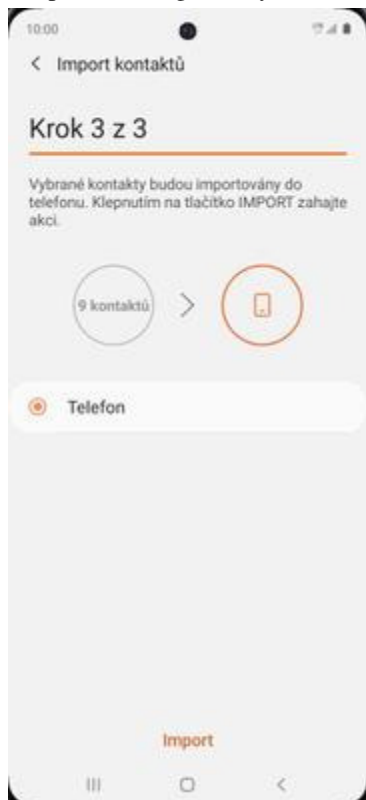 10:00
Import kontaktů
Krok 3 z 3
Vybrané kontakty budou importovány do
telefonu. Klepnutím na tlačítko IMPORT zahajte
akci.
9 kontaktů
Telefon
Import